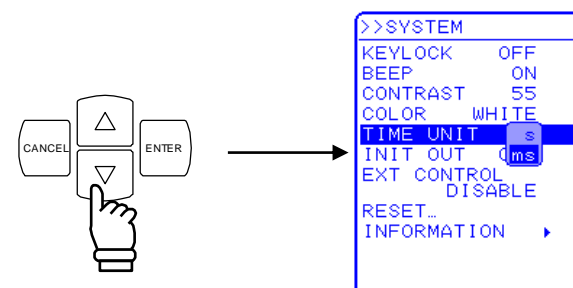 CANCEL
ENTER
>>SYSTEM
KEYLOCK OFF
BEEP ON
CONTRAST 55
COLOR WHITE
TIME UNIT s
INIT OUT ms
EXT CONTROL
DISABLE
RESET…
INFORMATION